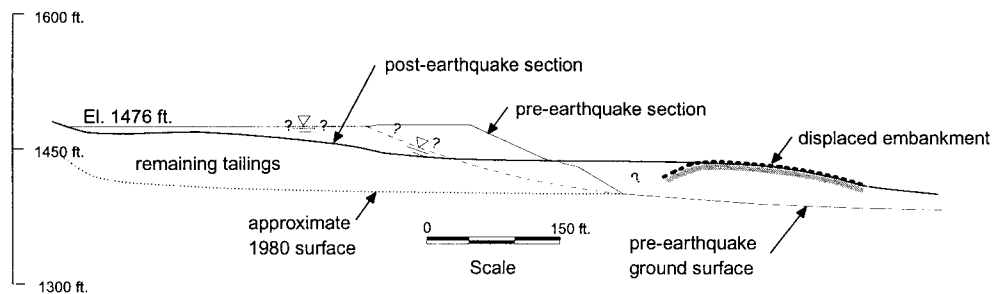 1600 ft.
post-earthquake section
pre-earthquake section
El. 1476 ft.
? ?
?
?
displaced embankment
1450 ft.
remaining tailings
?
approximate
1980 surface
0 150 ft.
Scale
pre-earthquake
ground surface
1300 ft.